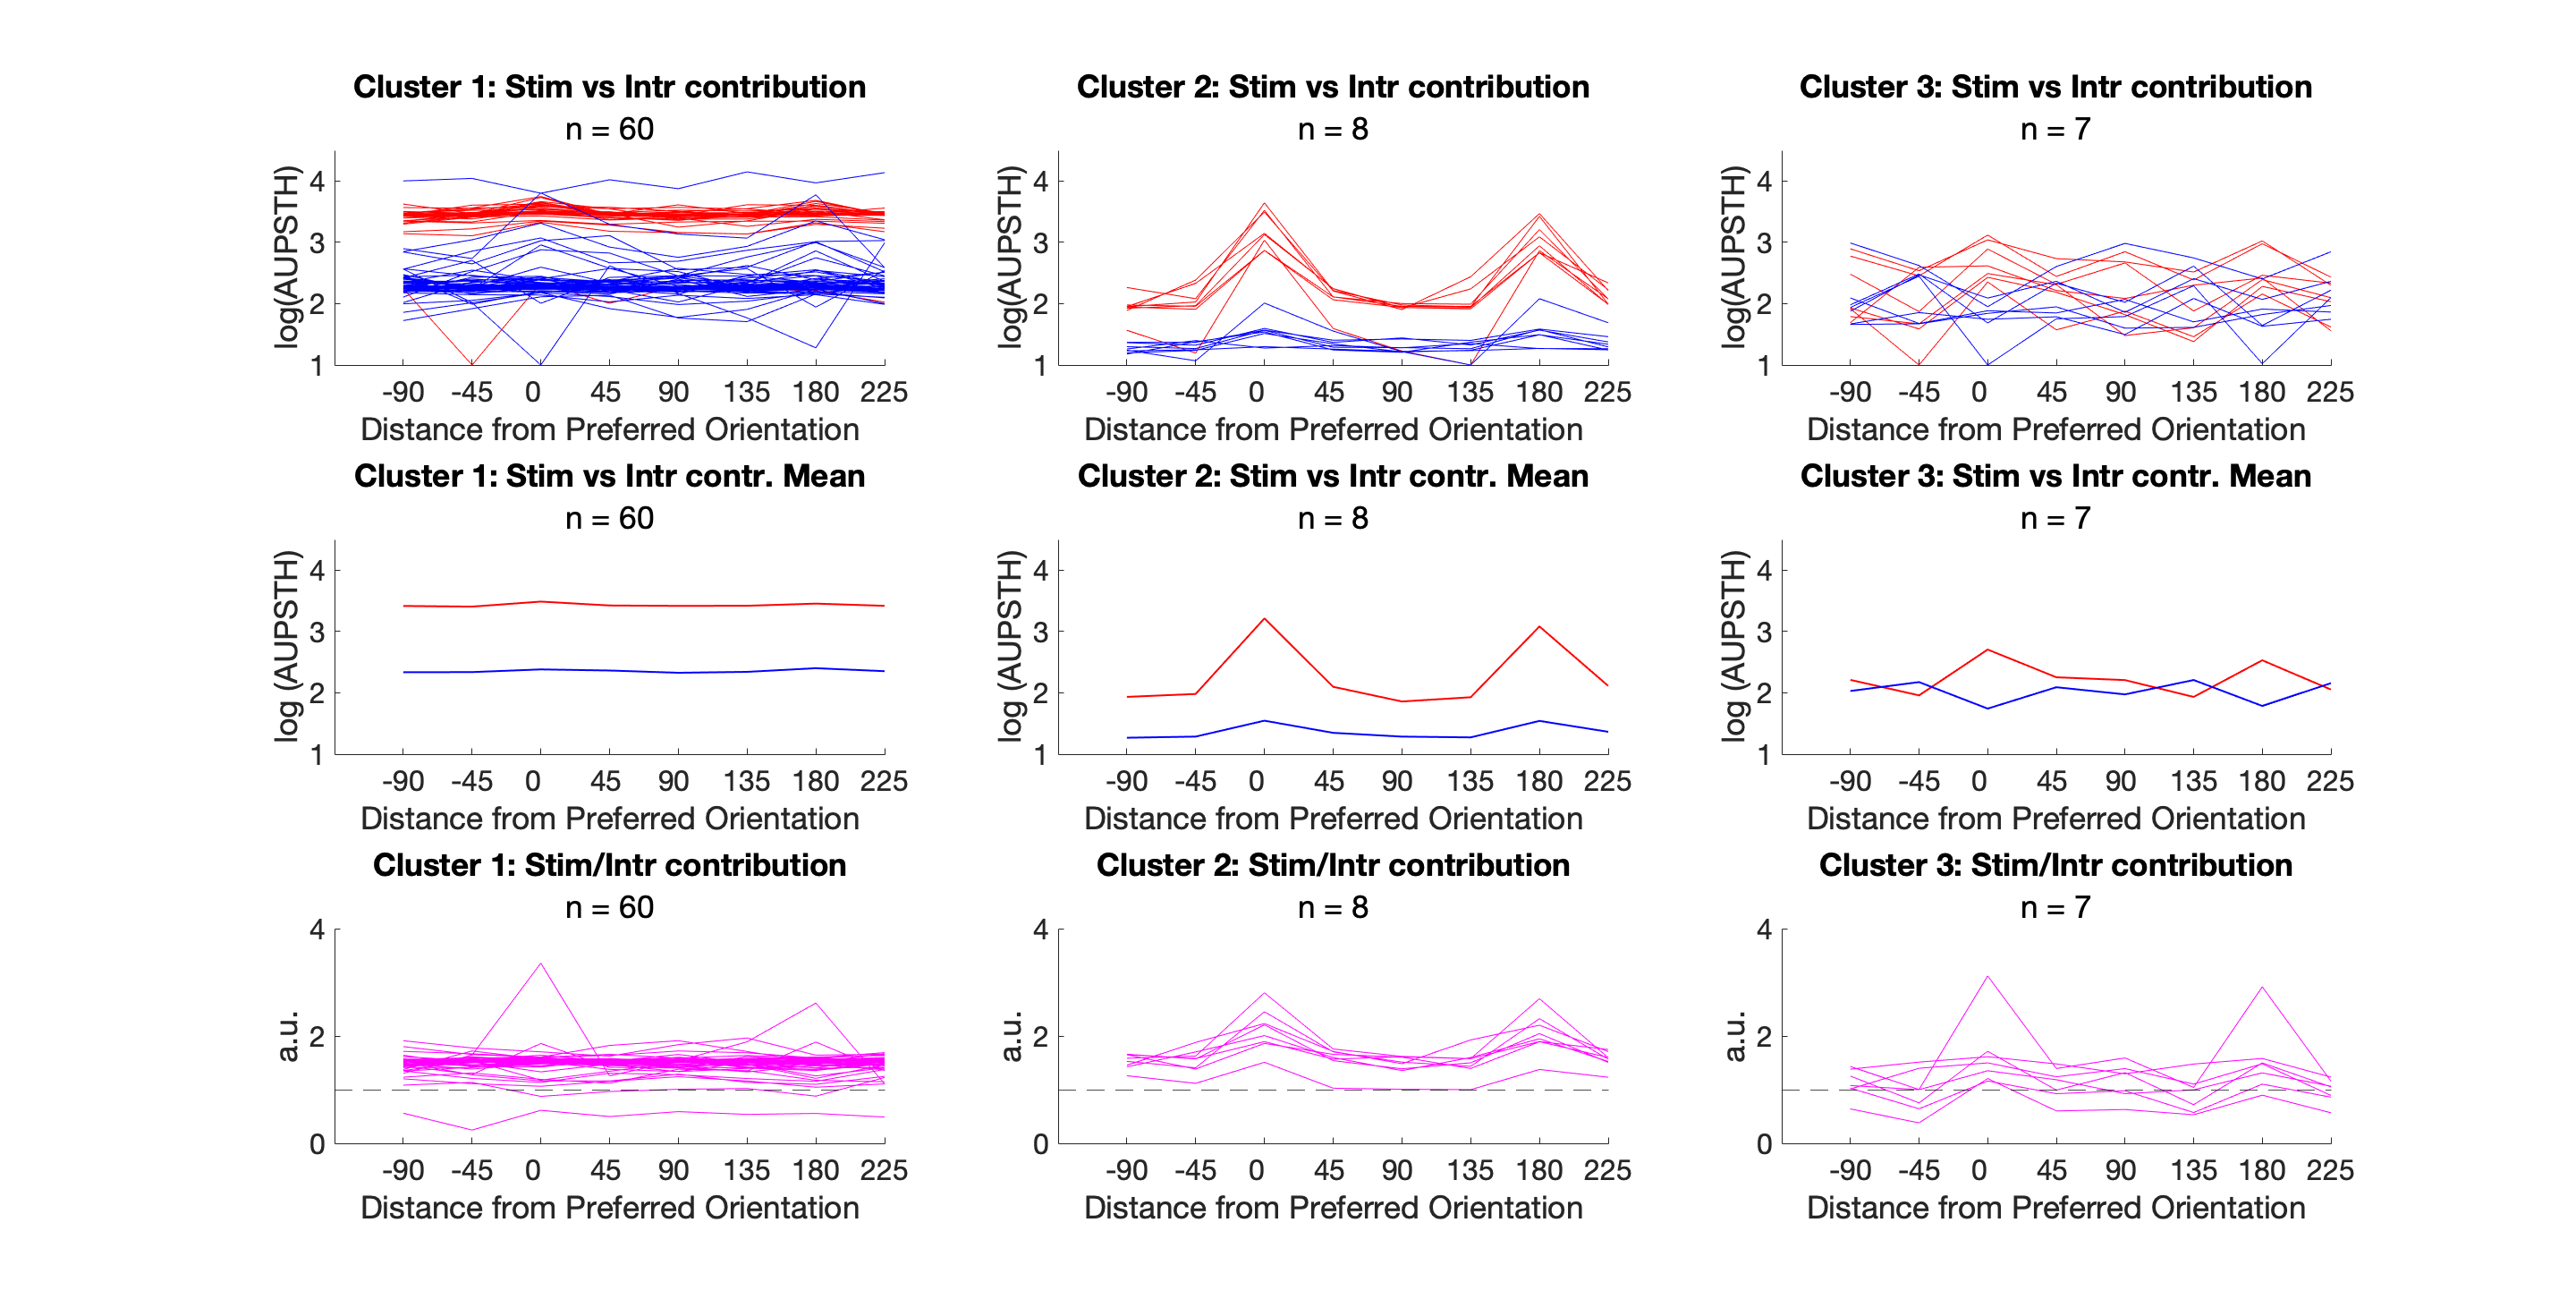 Cluster 1: Stim vs Intr contribution
n = 60
log(AUPSTH)
4
3
2
1
-90 -45 0 45 90 135 180 225
Distance from Preferred Orientation
Cluster 2: Stim vs Intr contribution
n = 8
log(AUPSTH)
4
3
2
1
-90 -45 0 45 90 135 180 225
Distance from Preferred Orientation
Cluster 3: Stim vs Intr contribution
n = 7
log(AUPSTH)
4
3
2
1
-90 -45 0 45 90 135 180 225
Distance from Preferred Orientation
Cluster 1: Stim vs Intr contr. Mean
n = 60
log (AUPSTH)
4
3
2
1
-90 -45 0 45 90 135 180 225
Distance from Preferred Orientation
Cluster 2: Stim vs Intr contr. Mean
n = 8
log (AUPSTH)
4
3
2
1
-90 -45 0 45 90 135 180 225
Distance from Preferred Orientation
Cluster 3: Stim vs Intr contr. Mean
n = 7
log (AUPSTH)
4
3
2
1
-90 -45 0 45 90 135 180 225
Distance from Preferred Orientation
Cluster 1: Stim/Intr contribution
n = 60
a.u.
4
2
0
-90 -45 0 45 90 135 180 225
Distance from Preferred Orientation
Cluster 2: Stim/Intr contribution
n = 8
a.u.
4
2
0
-90 -45 0 45 90 135 180 225
Distance from Preferred Orientation
Cluster 3: Stim/Intr contribution
n = 7
a.u.
4
2
0
-90 -45 0 45 90 135 180 225
Distance from Preferred Orientation